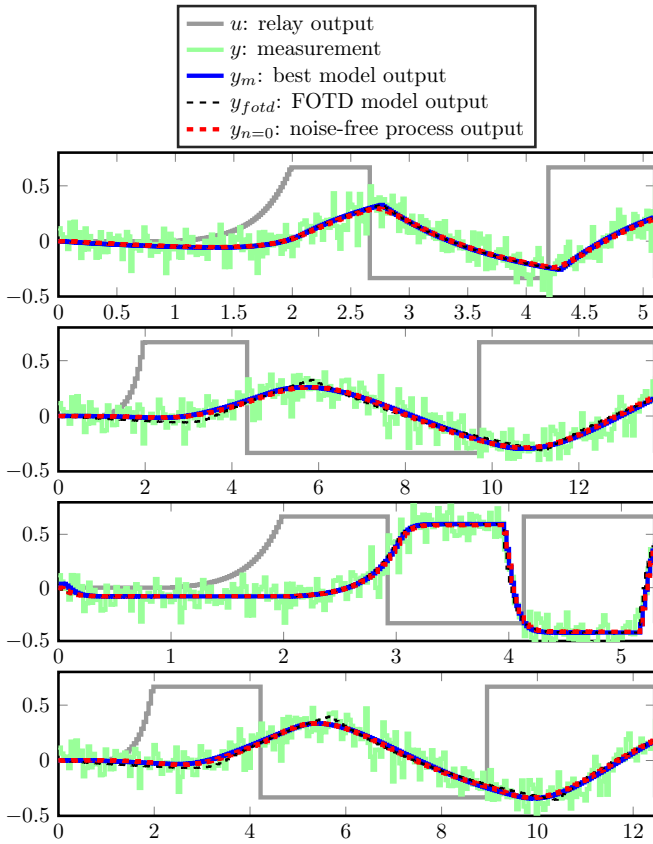 u: relay output
y: measurement
y_m: best model output
y_{fotd}: FOTD model output
y_{n=0}: noise-free process output
0.5
0
−0.5
0 0.5 1 1.5 2 2.5 3 3.5 4 4.5 5
0.5
0
−0.5
0 2 4 6 8 10 12
0.5
0
−0.5
0 1 2 3 4 5
0.5
0
−0.5
0 2 4 6 8 10 12